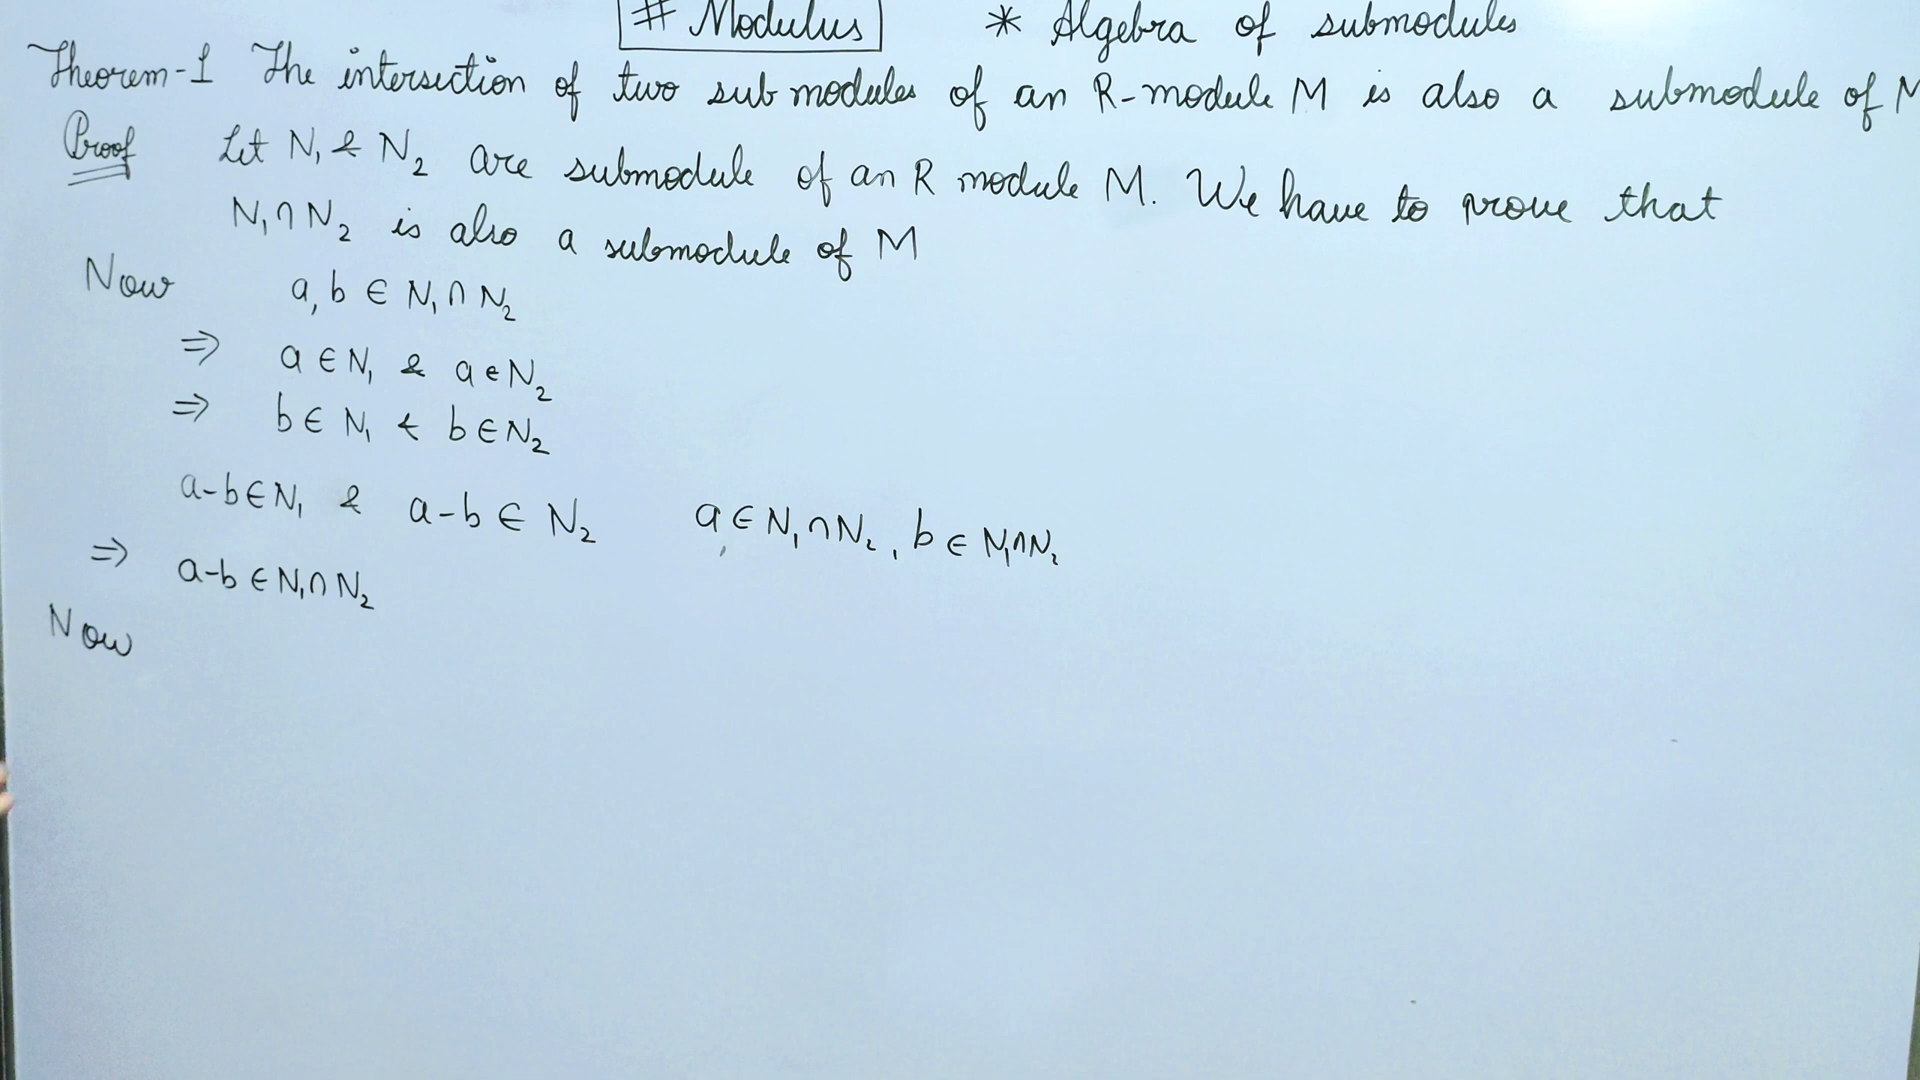 # Modulus * Algebra of submodules
Theorem-1 The intersection of two sub modules of an R-module M is also a submodule of M
Proof Let N₁ & N₂ are submodule of an R module M. We have to prove that
N₁∩N₂ is also a submodule of M
Now a,b ∈ N₁∩N₂
⇒ a ∈ N₁ & a ∈ N₂
⇒ b ∈ N₁ & b ∈ N₂
a-b ∈ N₁ & a-b ∈ N₂ a ∈ N₁∩N₂, b ∈ N₁∩N₂
⇒ a-b ∈ N₁∩N₂
Now